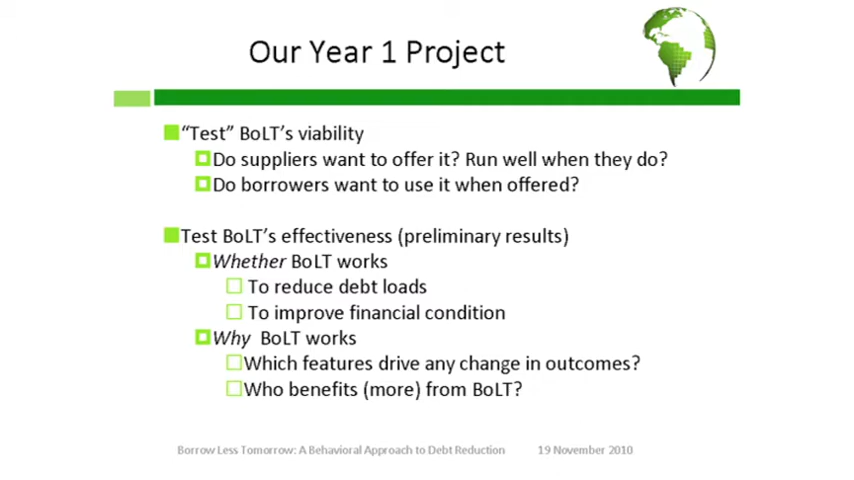 Our Year 1 Project
“Test” BoLT’s viability
Do suppliers want to offer it? Run well when they do?
Do borrowers want to use it when offered?
Test BoLT’s effectiveness (preliminary results)
Whether BoLT works
To reduce debt loads
To improve financial condition
Why BoLT works
Which features drive any change in outcomes?
Who benefits (more) from BoLT?
Borrow Less Tomorrow: A Behavioral Approach to Debt Reduction 19 November 2010